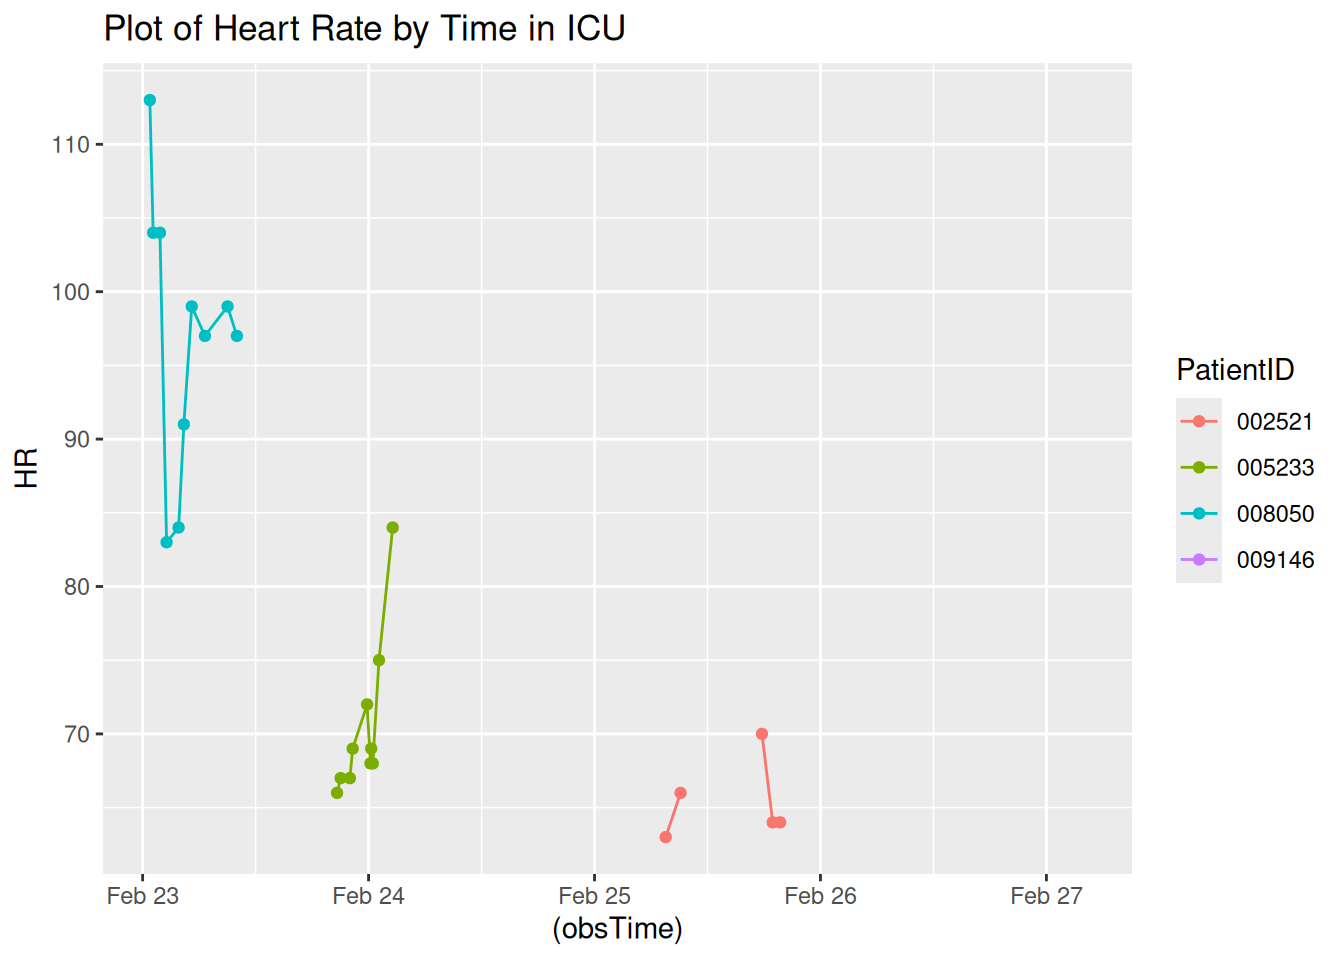 Plot of Heart Rate by Time in ICU
110
100
90
80
70
HR
Feb 23
Feb 24
Feb 25
Feb 26
Feb 27
(obsTime)
PatientID
002521
005233
008050
009146